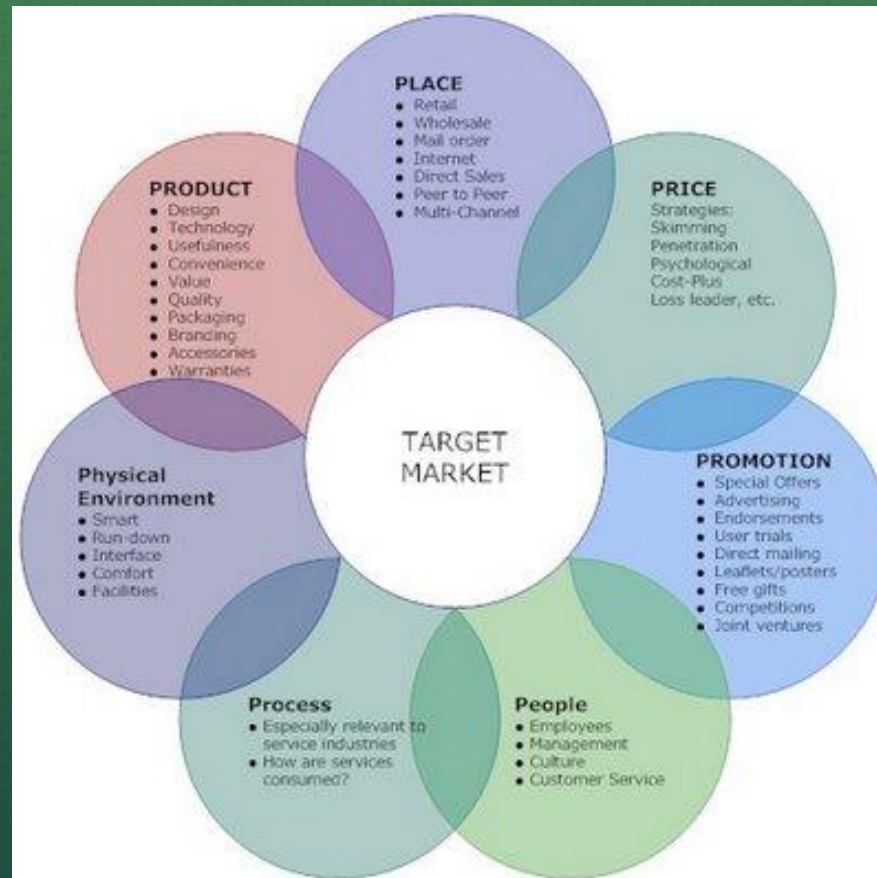 PLACE
● Retail
● Wholesale
● Mail order
● Internet
● Direct Sales
● Peer to Peer
● Multi-Channel
PRODUCT
● Design
● Technology
● Usefulness
● Convenience
● Value
● Quality
● Packaging
● Branding
● Accessories
● Warranties
PRICE
Strategies:
Skimming
Penetration
Psychological
Cost-Plus
Loss leader, etc.
TARGET
MARKET
Physical
Environment
● Smart
● Run-down
● Interface
● Comfort
● Facilities
PROMOTION
● Special Offers
● Advertising
● Endorsements
● User trials
● Direct mailing
● Leaflets/posters
● Free gifts
● Competitions
● Joint ventures
Process
● Especially relevant to
service industries
● How are services
consumed?
People
● Employees
● Management
● Culture
● Customer Service